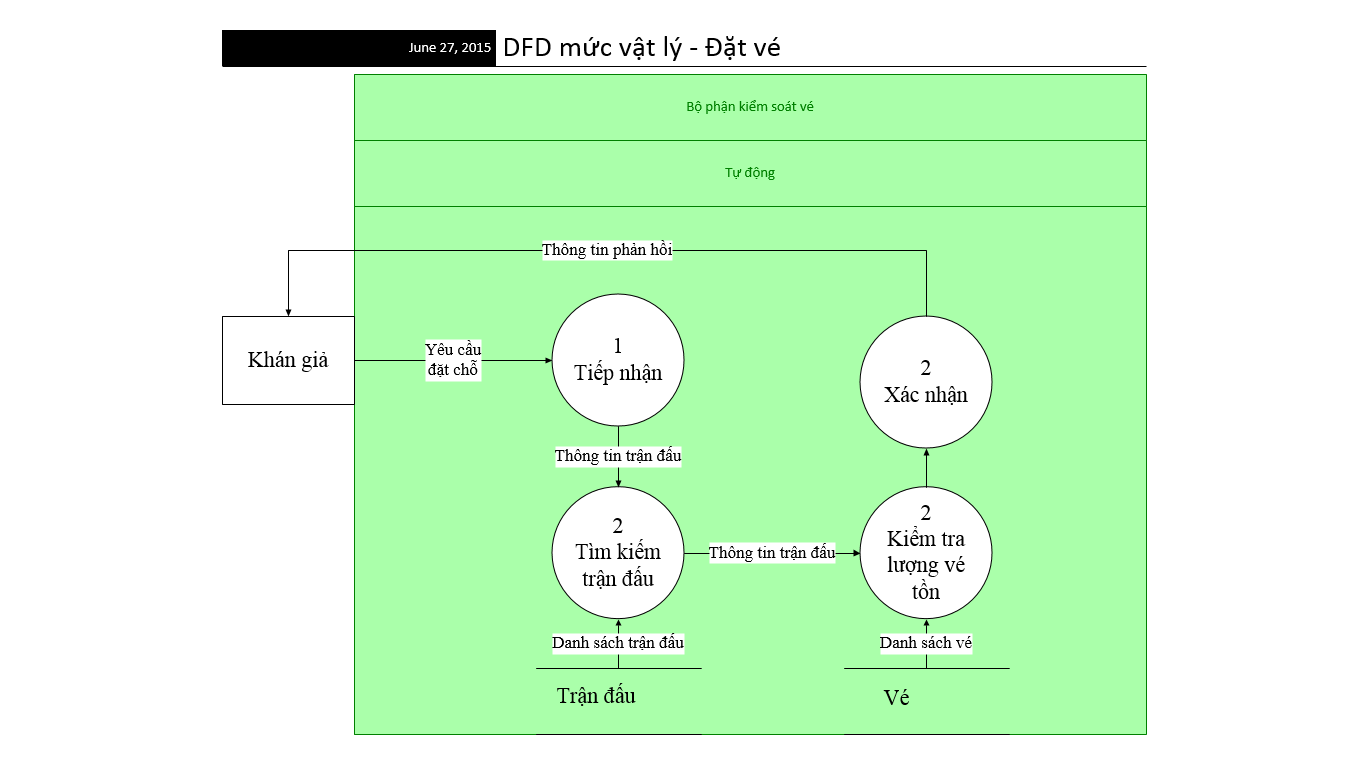 June 27, 2015
DFD mức vật lý - Đặt vé
Bộ phận kiểm soát vé
Tự động
Thông tin phản hồi
Khán giả
Yêu cầu
đặt chỗ
1
Tiếp nhận
2
Xác nhận
Thông tin trận đấu
2
Tìm kiếm
trận đấu
Thông tin trận đấu
2
Kiểm tra
lượng vé
tồn
Danh sách trận đấu
Danh sách vé
Trận đấu
Vé